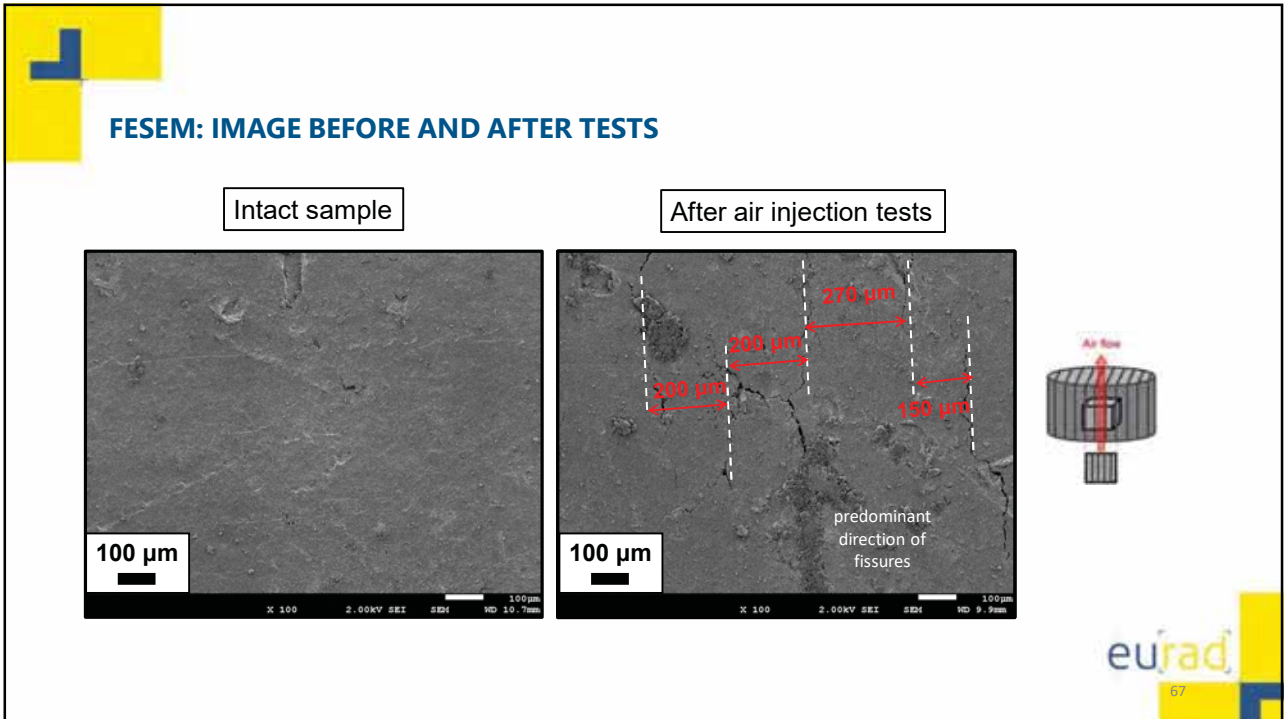 FESEM: IMAGE BEFORE AND AFTER TESTS
Intact sample
After air injection tests
100 µm
100µm
X 100 2.00kV SEI SEM WD 10.7mm
270 µm
200 µm
200 µm
150 µm
predominant
direction of
fissures
100 µm
100µm
X 100 2.00kV SEI SEM WD 9.9mm
Air flow
eurad
67